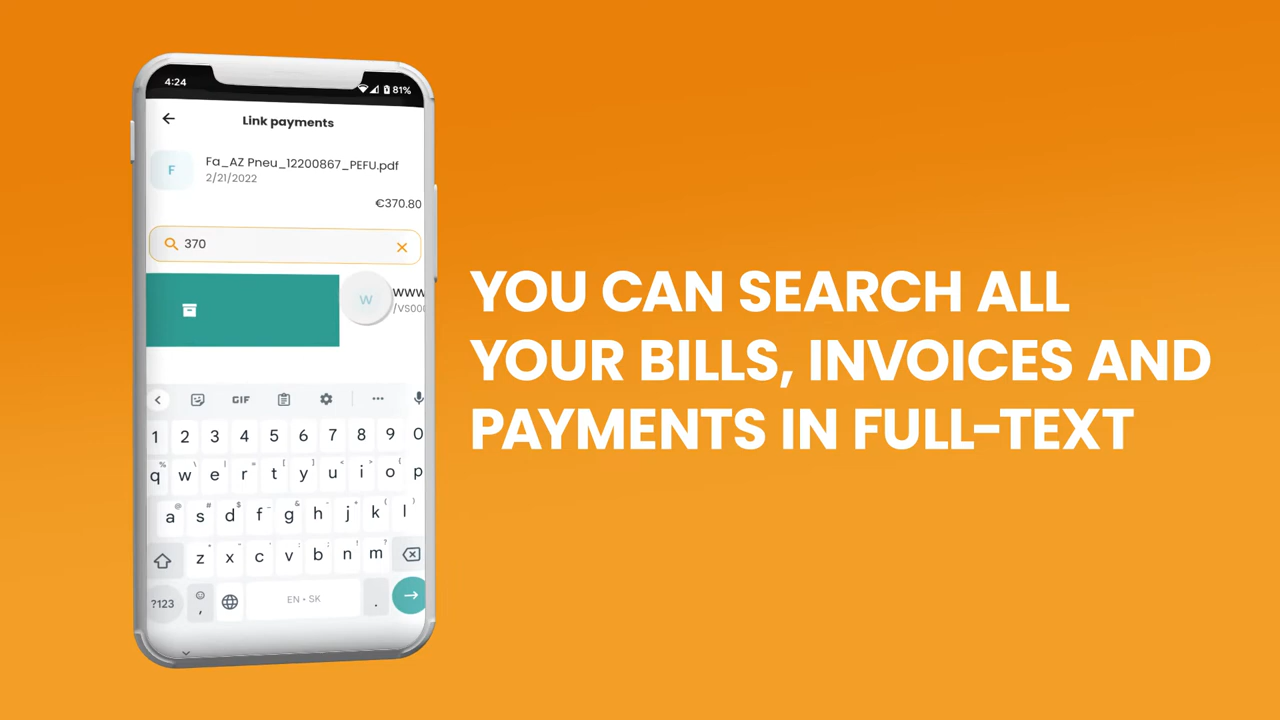 4:24
81%
Link payments
F
Fa_AZ Pneu_12200867_PEFU.pdf
2/21/2022
€370.80
370
W
www
/VS000
YOU CAN SEARCH ALL
YOUR BILLS, INVOICES AND
PAYMENTS IN FULL-TEXT
GIF
1 2 3 4 5 6 7 8 9 0
q w e r t y u i o p
a s d f g h j k l
z x c v b n m
?123 , EN • SK .